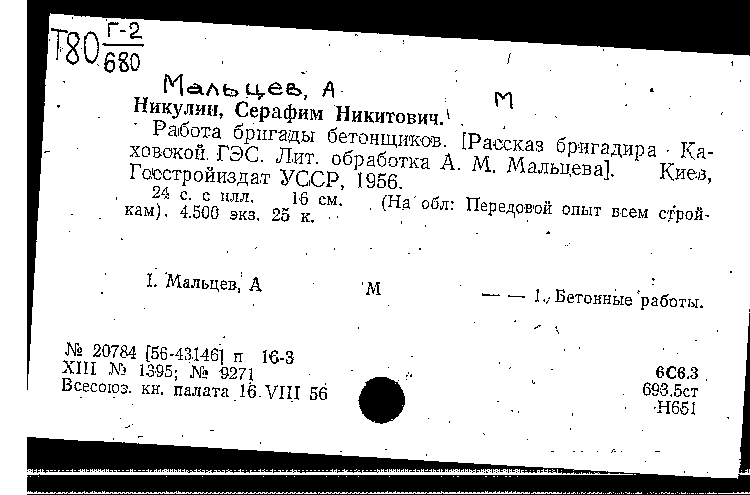 Т80 Г-2/680
Мальцев, А. М
Никулин, Серафим Никитович.
Работа бригады бетонщиков. [Рассказ бригадира Ка-
ховской ГЭС. Лит. обработка А. М. Мальцева]. Киев,
Госстройиздат УССР, 1956.
24 с. с илл. 16 см. (На обл: Передовой опыт всем строй-
кам). 4.500 экз. 25 к.
I. Мальцев, А М — — 1. Бетонные работы.
№ 20784 [56-43146] п 16-3
XIII № 1395; № 9271 6С6.3
Всесоюз. кн. палата 16 VIII 56 693.5ст
Н651